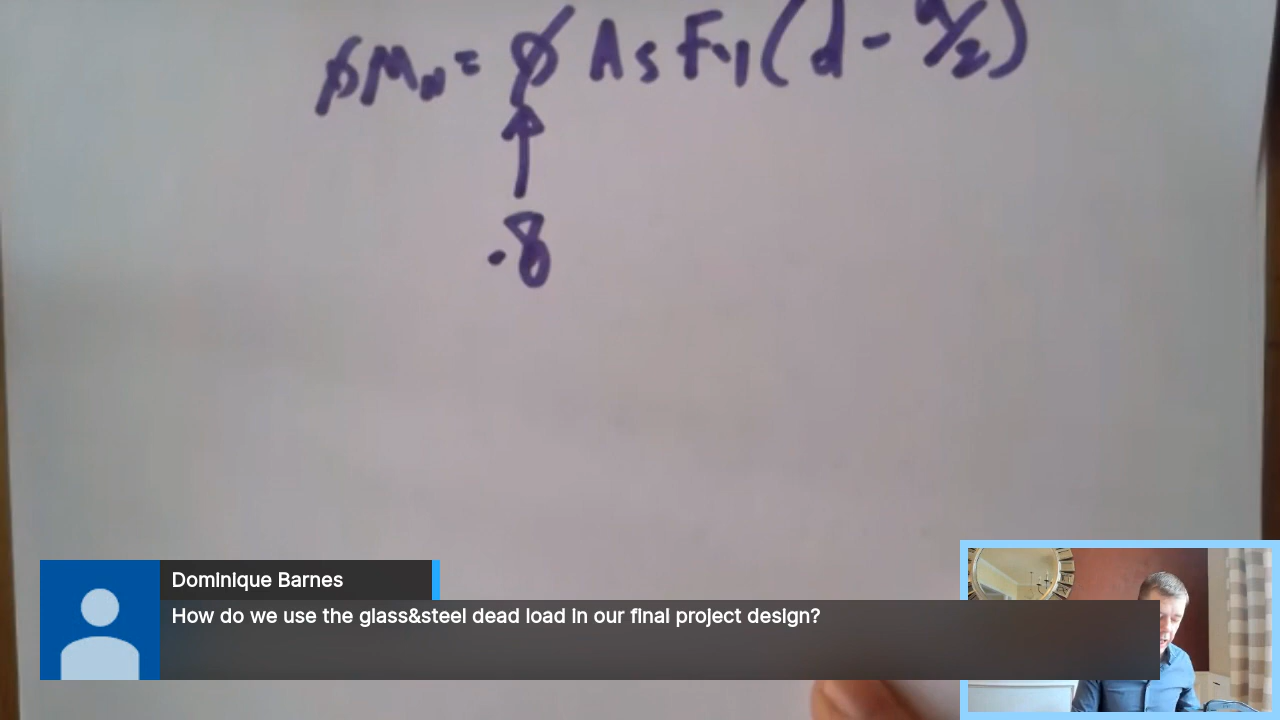 ϕMn = ϕ As Fy (d - a/2)
.8
Dominique Barnes
How do we use the glass&steel dead load in our final project design?